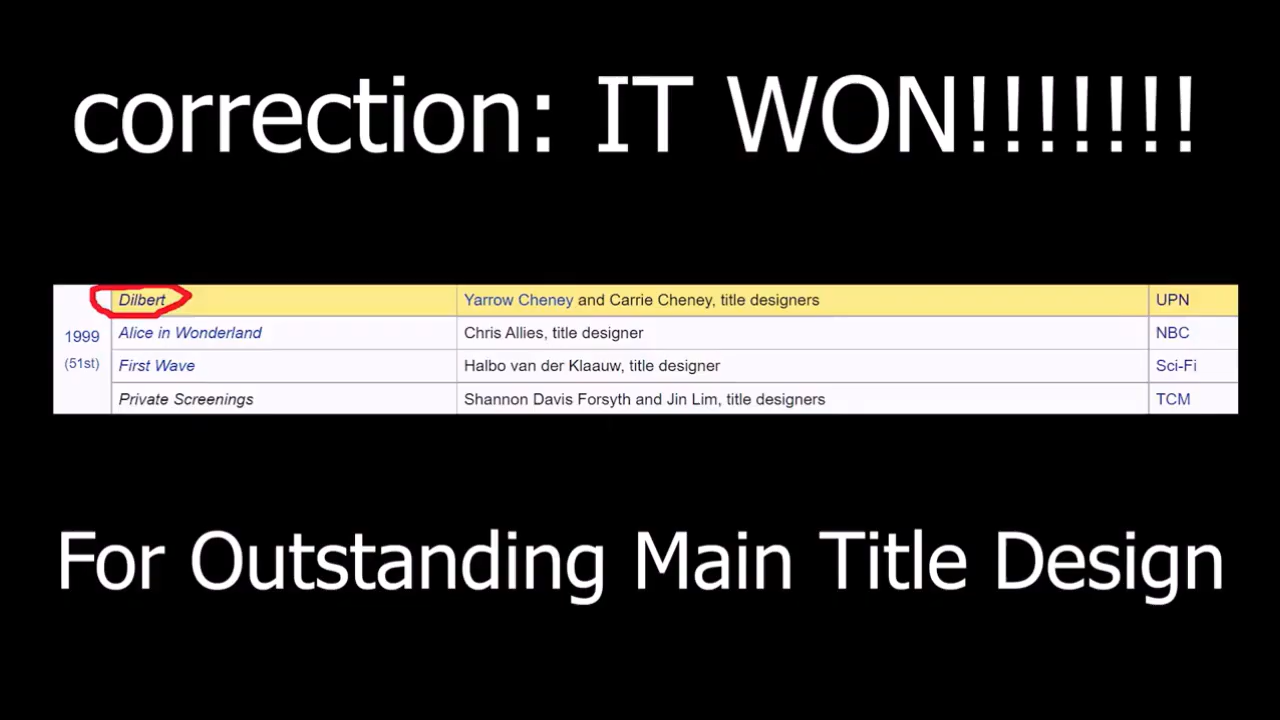 correction: IT WON!!!!!!!
Dilbert Yarrow Cheney and Carrie Cheney, title designers UPN
1999 Alice in Wonderland Chris Allies, title designer NBC
(51st) First Wave Halbo van der Klaauw, title designer Sci-Fi
Private Screenings Shannon Davis Forsyth and Jin Lim, title designers TCM
For Outstanding Main Title Design